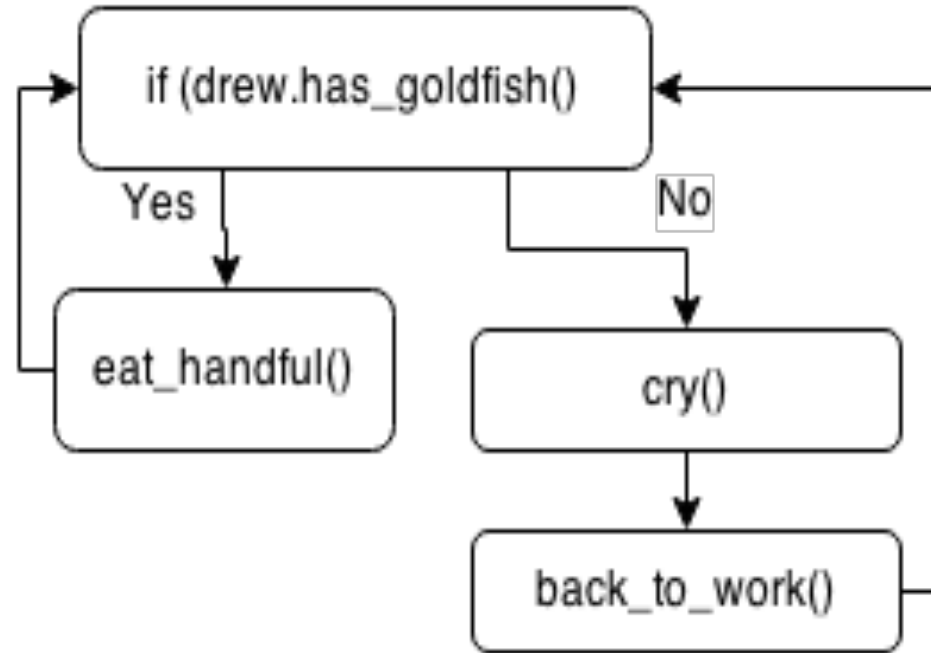 if (drew.has_goldfish()
Yes
No
eat_handful()
cry()
back_to_work()